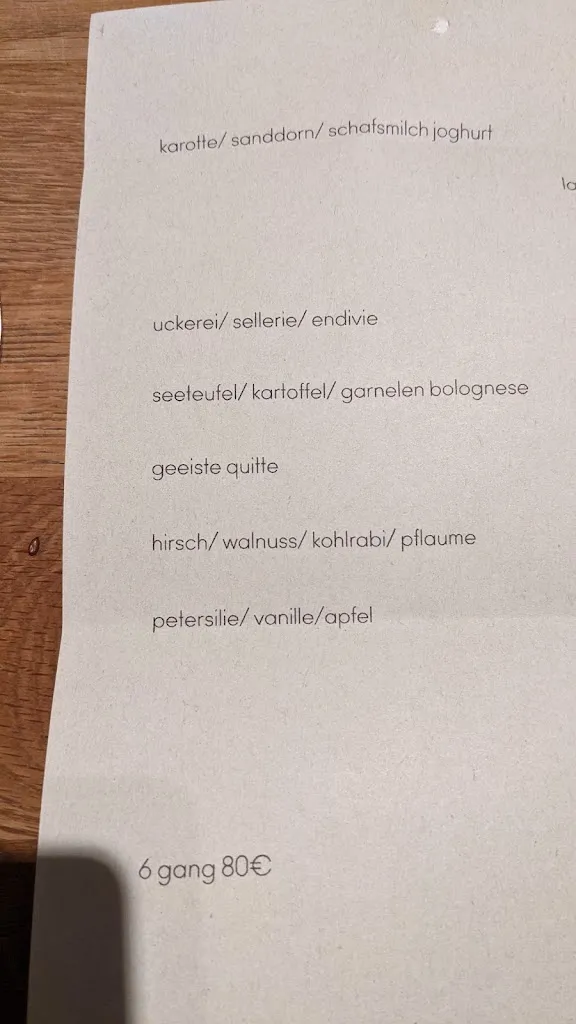 karotte/ sanddorn/ schafsmilch joghurt
uckerei/ sellerie/ endivie
seeteufel/ kartoffel/ garnelen bolognese
geeiste quitte
hirsch/ walnuss/ kohlrabi/ pflaume
petersilie/ vanille/apfel
6 gang 80€